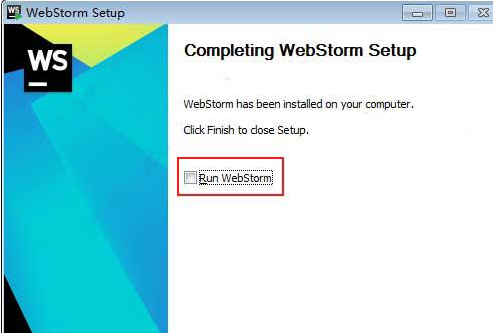 WebStorm Setup
WS
Completing WebStorm Setup
WebStorm has been installed on your computer.
Click Finish to close Setup.
Run WebStorm